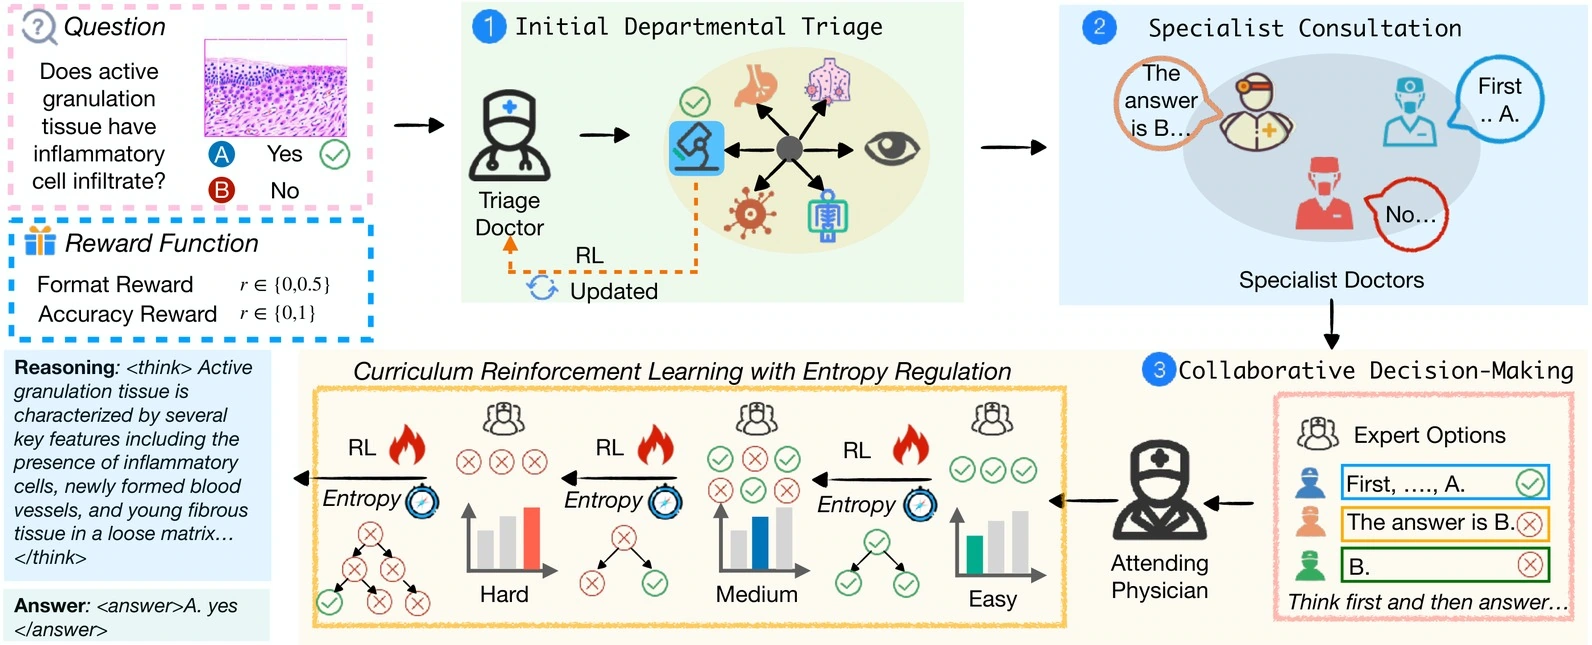 Question
Does active
granulation
tissue have
inflammatory
cell infiltrate?
A Yes
B No
Reward Function
Format Reward r ∈ {0,0.5}
Accuracy Reward r ∈ {0,1}
1 Initial Departmental Triage
Triage
Doctor
RL
Updated
2 Specialist Consultation
The
answer
is B...
First
.. A.
No...
Specialist Doctors
3 Collaborative Decision-Making
Expert Options
First, ...., A.
The answer is B.
B.
Think first and then answer...
Attending
Physician
Curriculum Reinforcement Learning with Entropy Regulation
RL
Entropy
Easy
RL
Entropy
Medium
RL
Entropy
Hard
Reasoning: <think> Active
granulation tissue is
characterized by several
key features including the
presence of inflammatory
cells, newly formed blood
vessels, and young fibrous
tissue in a loose matrix...
</think>
Answer: <answer>A. yes
</answer>